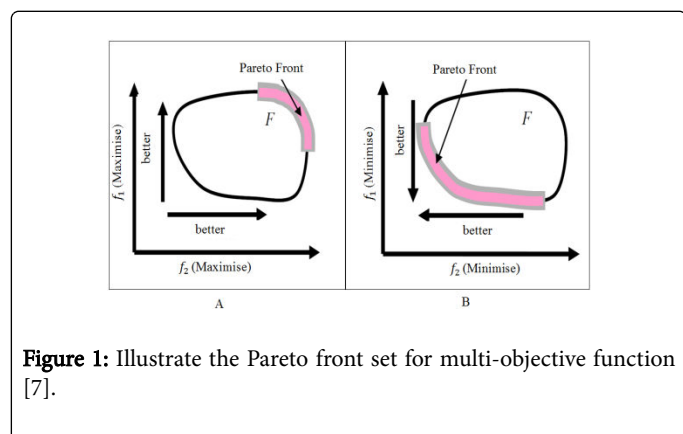 Pareto Front
F
f₁ (Maximise)
better
better
f₂ (Maximise)
A
Pareto Front
F
f₁ (Minimise)
better
better
f₂ (Minimise)
B
Figure 1: Illustrate the Pareto front set for multi-objective function
[7].